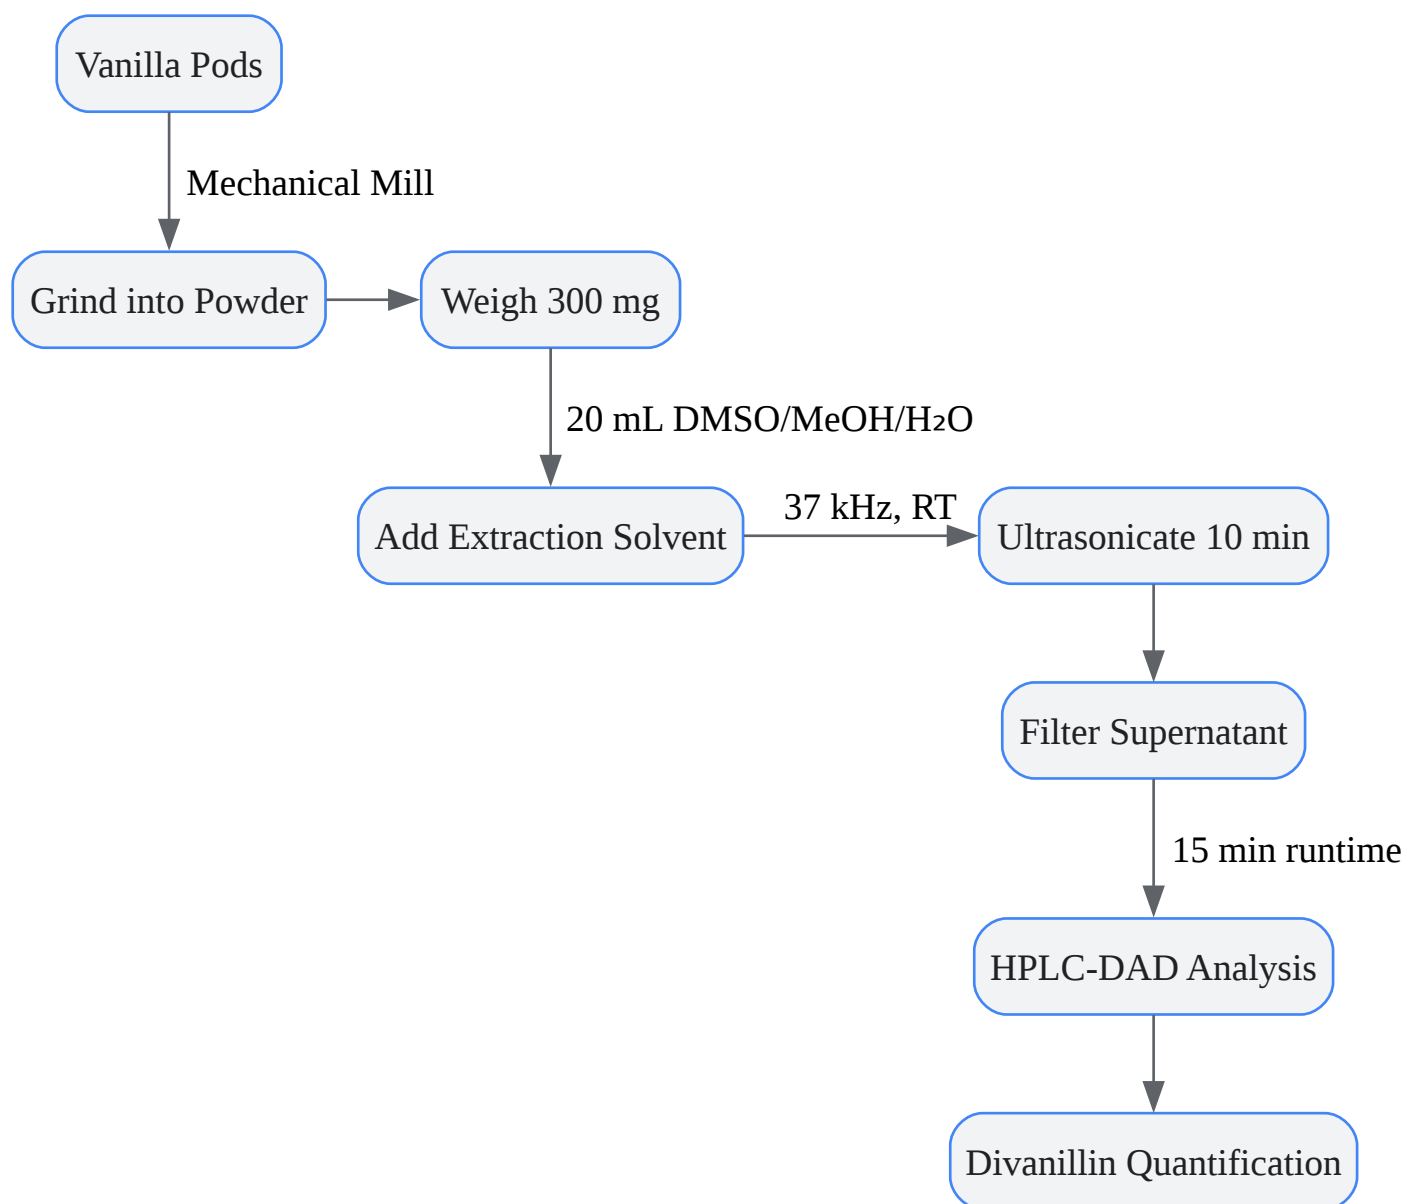 Vanilla Pods
Mechanical Mill
Grind into Powder
Weigh 300 mg
20 mL DMSO/MeOH/H₂O
37 kHz, RT
Add Extraction Solvent
Ultrasonicate 10 min
Filter Supernatant
15 min runtime
HPLC-DAD Analysis
Divanillin Quantification